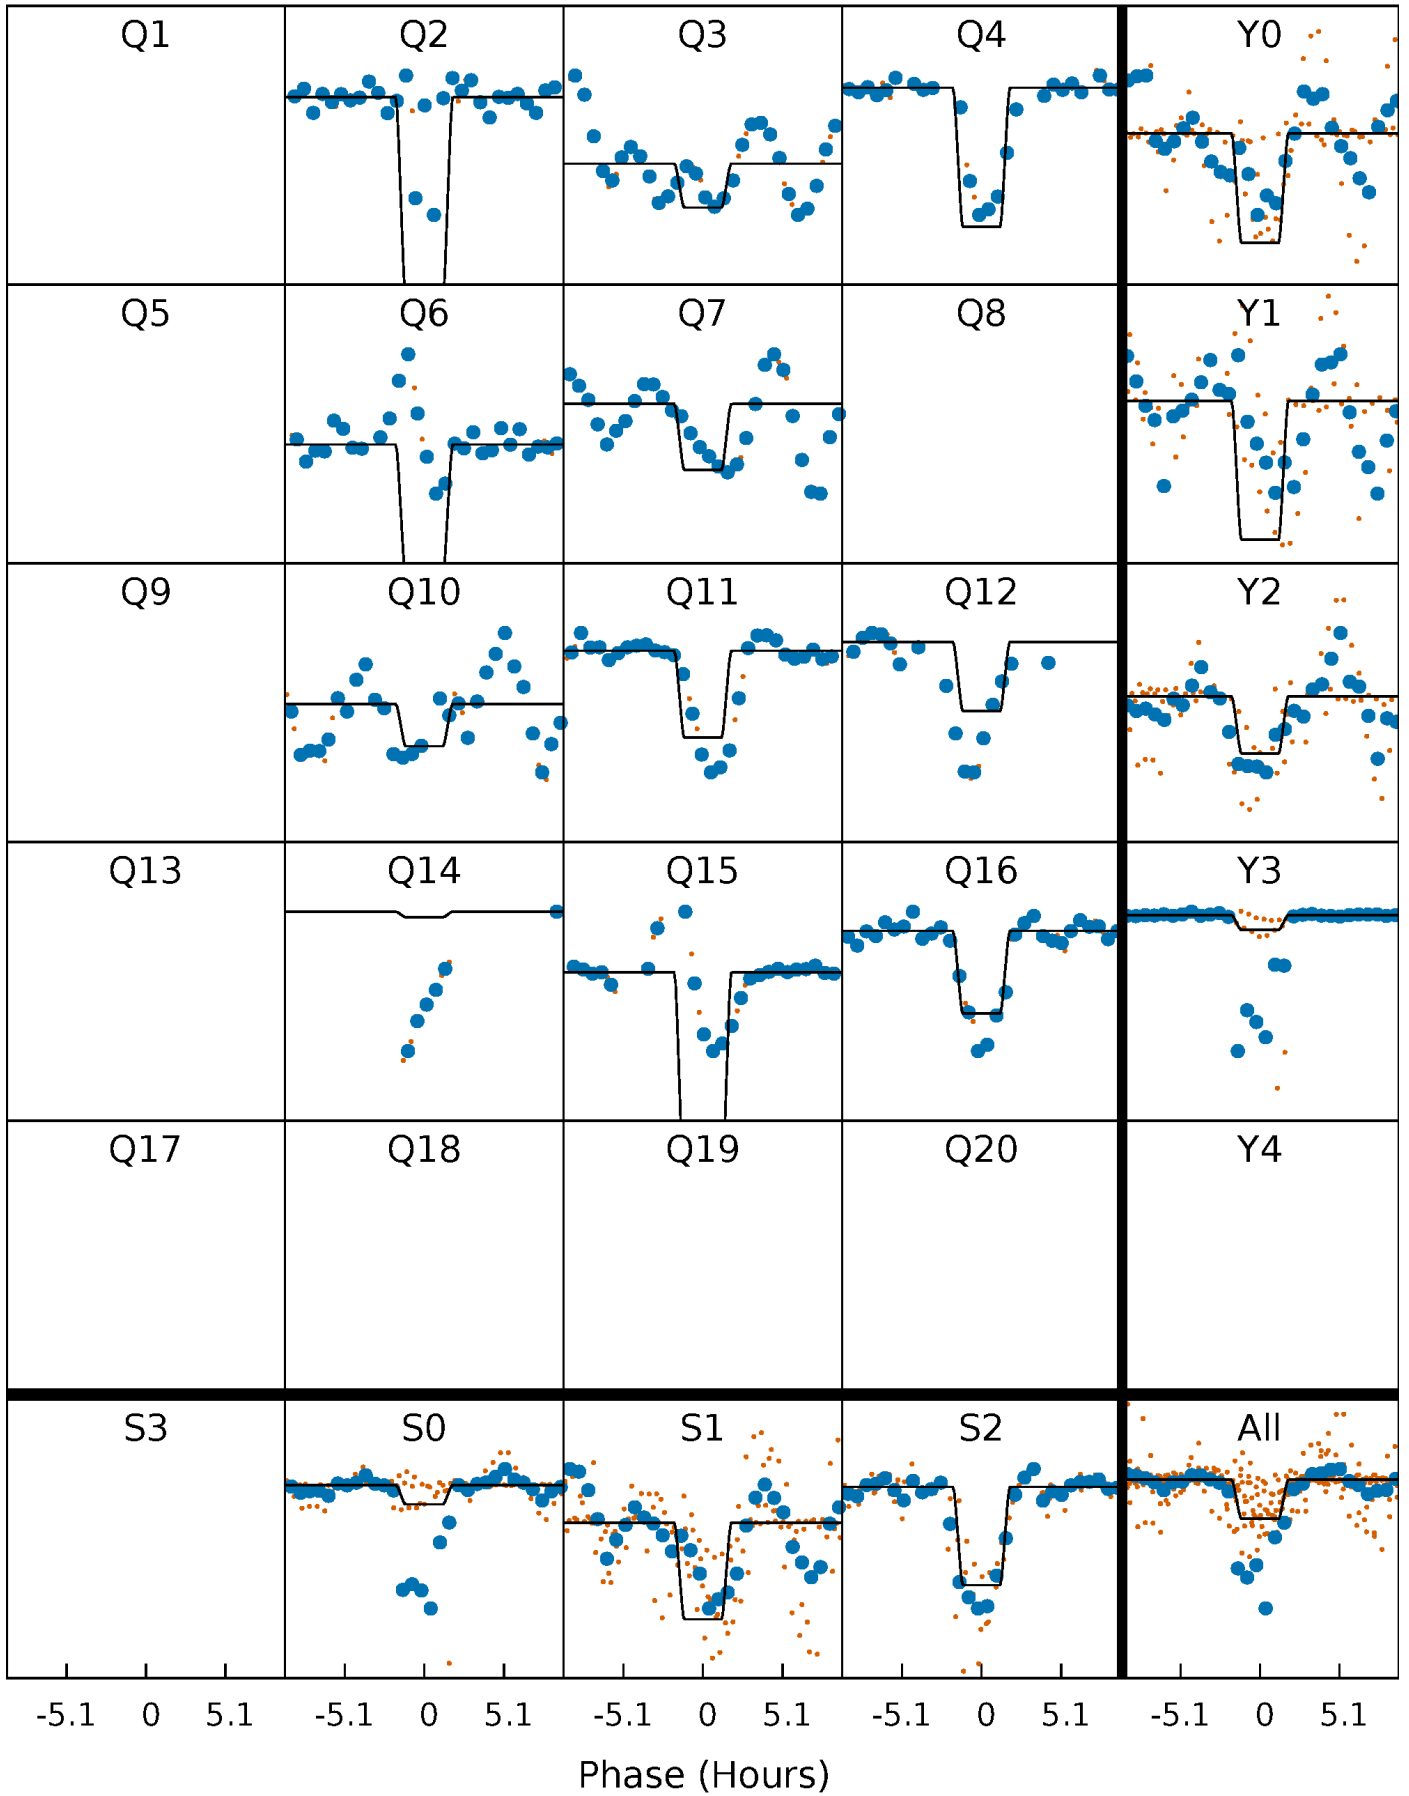 Q1 Q2 Q3 Q4 Y0
Q5 Q6 Q7 Q8 Y1
Q9 Q10 Q11 Q12 Y2
Q13 Q14 Q15 Q16 Y3
Q17 Q18 Q19 Q20 Y4
S3 S0 S1 S2 All
-5.1 0 5.1 -5.1 0 5.1 -5.1 0 5.1 -5.1 0 5.1 -5.1 0 5.1
Phase (Hours)